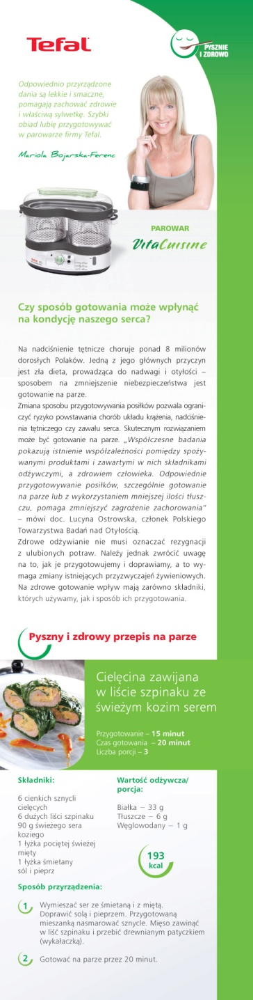 Tefal
PYSZNIE
I ZDROWO
Odpowiednio przyrządzone
dania są lekkie i smaczne,
pomagają zachować zdrowie
i właściwą sylwetkę. Szybki
obiad lubię przygotowywać
w parowarze firmy Tefal.
Mariola Bojarska-Ferenc
PAROWAR
VitaCuisine
Tefal
Czy sposób gotowania może wpłynąć
na kondycję naszego serca?
Na nadciśnienie tętnicze choruje ponad 8 milionów
dorosłych Polaków. Jedną z jego głównych przyczyn
jest zła dieta, prowadząca do nadwagi i otyłości –
sposobem na zmniejszenie niebezpieczeństwa jest
gotowanie na parze.
Zmiana sposobu przygotowywania posiłków pozwala ograni-
czyć ryzyko powstawania chorób układu krążenia, nadciśnie-
nia tętniczego czy zawału serca. Skutecznym rozwiązaniem
może być gotowanie na parze. „Współczesne badania
pokazują istnienie współzależności pomiędzy spoży-
wanymi produktami i zawartymi w nich składnikami
odżywczymi, a zdrowiem człowieka. Odpowiednie
przygotowywanie posiłków, szczególnie gotowanie
na parze lub z wykorzystaniem mniejszej ilości tłusz-
czu, pomaga zmniejszyć zagrożenie zachorowania”
– mówi doc. Lucyna Ostrowska, członek Polskiego
Towarzystwa Badań nad Otyłością.
Zdrowe odżywianie nie musi oznaczać rezygnacji
z ulubionych potraw. Należy jednak zwrócić uwagę
na to, jak je przygotowujemy i doprawiamy, a to wy-
maga zmiany istniejących przyzwyczajeń żywieniowych.
Na zdrowe gotowanie wpływ mają zarówno składniki,
których używamy, jak i sposób ich przygotowania.
Pyszny i zdrowy przepis na parze
Cielęcina zawijana
w liście szpinaku ze
świeżym kozim serem
Przygotowanie – 15 minut
Czas gotowania – 20 minut
Liczba porcji – 3
Składniki:
6 cienkich sznycli
cielęcych
6 dużych liści szpinaku
90 g świeżego sera
koziego
1 łyżka pociętej świeżej
mięty
1 łyżka śmietany
sól i pieprz
Wartość odżywcza/
porcja:
Białka – 33 g
Tłuszcze – 6 g
Węglowodany – 1 g
193
kcal
Sposób przyrządzenia:
1 Wymieszać ser ze śmietaną i z miętą.
Doprawić solą i pieprzem. Przygotowaną
mieszanką nasmarować sznycle. Mięso zawinąć
w liść szpinaku i przebić drewnianym patyczkiem
(wykałaczką).
2 Gotować na parze przez 20 minut.